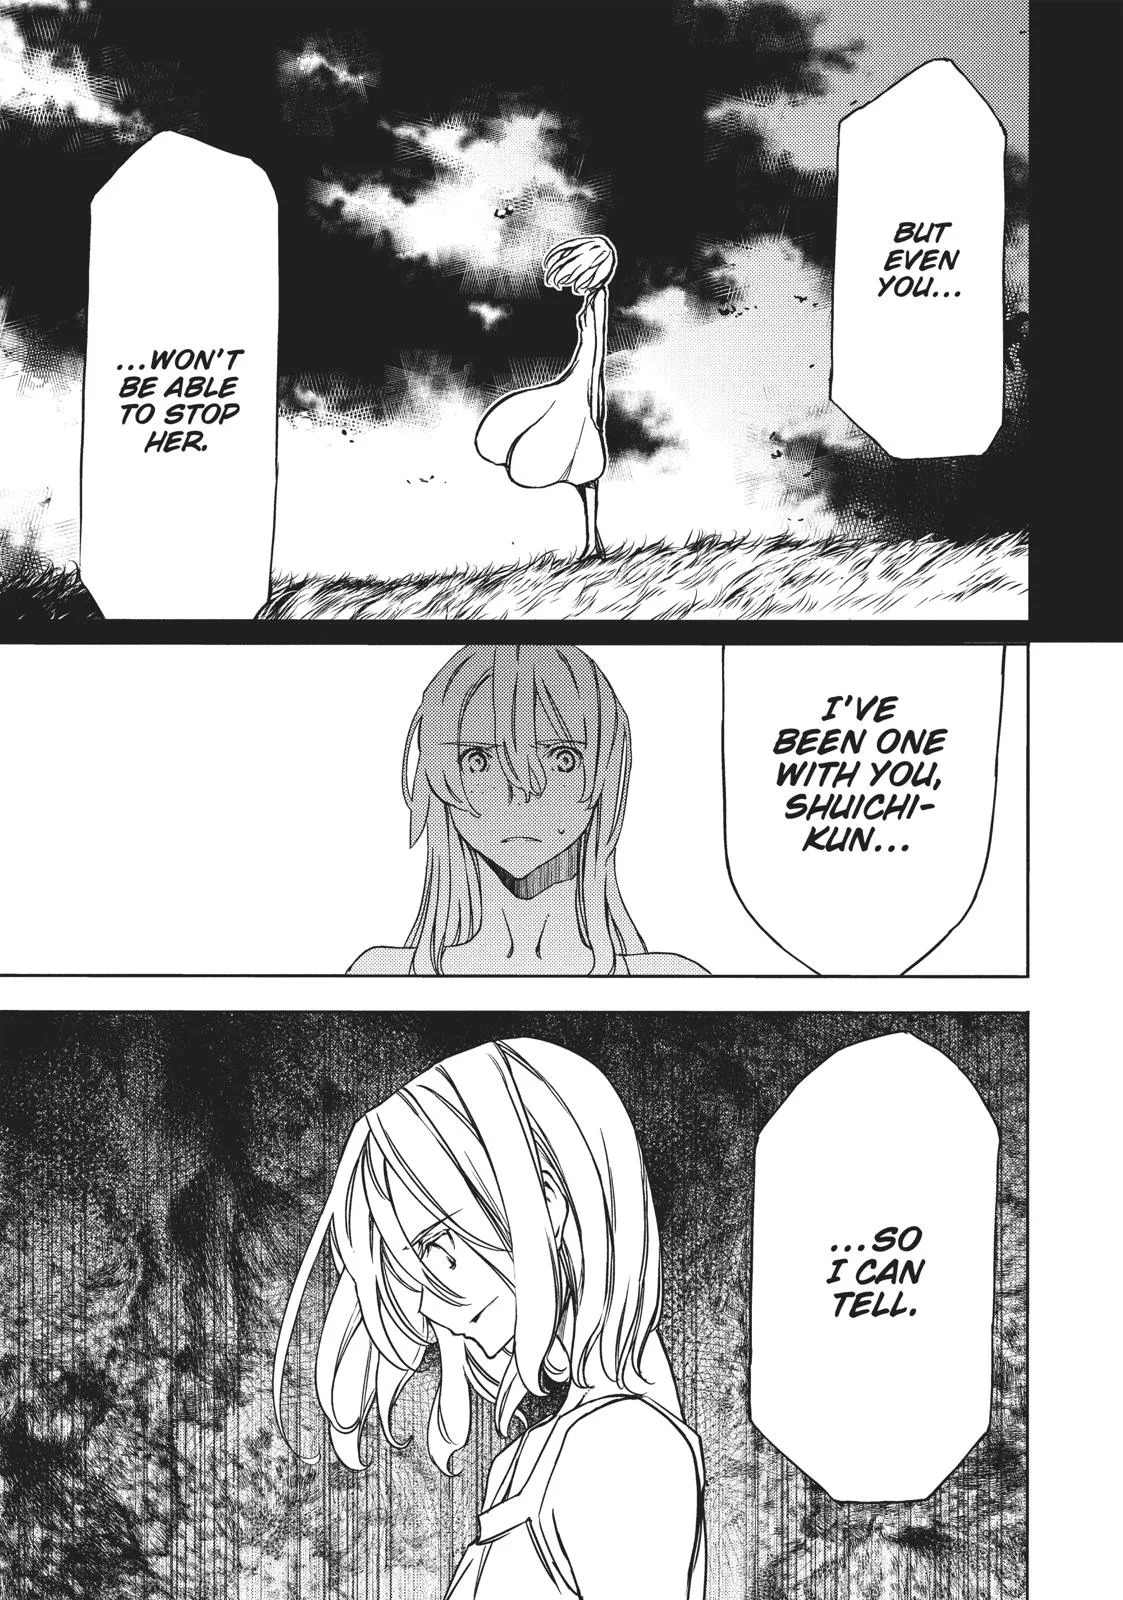 BUT
EVEN
YOU...
...WON'T
BE ABLE
TO STOP
HER.
I'VE
BEEN ONE
WITH YOU,
SHUICHI-
KUN...
...SO
I CAN
TELL.